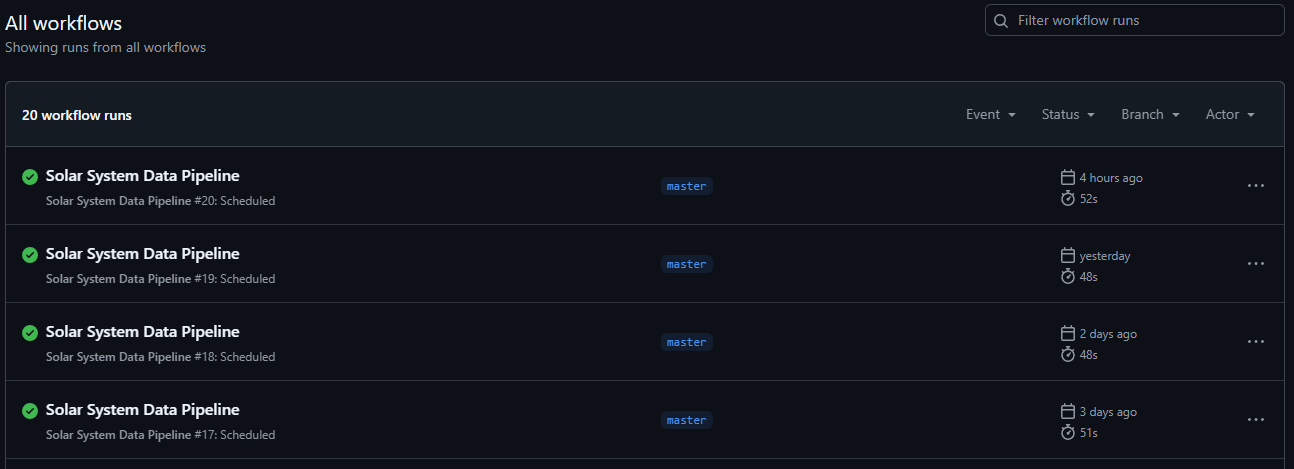 All workflows
Filter workflow runs
Showing runs from all workflows
20 workflow runs
Event
Status
Branch
Actor
Solar System Data Pipeline
Solar System Data Pipeline #20: Scheduled
master
4 hours ago
52s
Solar System Data Pipeline
Solar System Data Pipeline #19: Scheduled
master
yesterday
48s
Solar System Data Pipeline
Solar System Data Pipeline #18: Scheduled
master
2 days ago
48s
Solar System Data Pipeline
Solar System Data Pipeline #17: Scheduled
master
3 days ago
51s